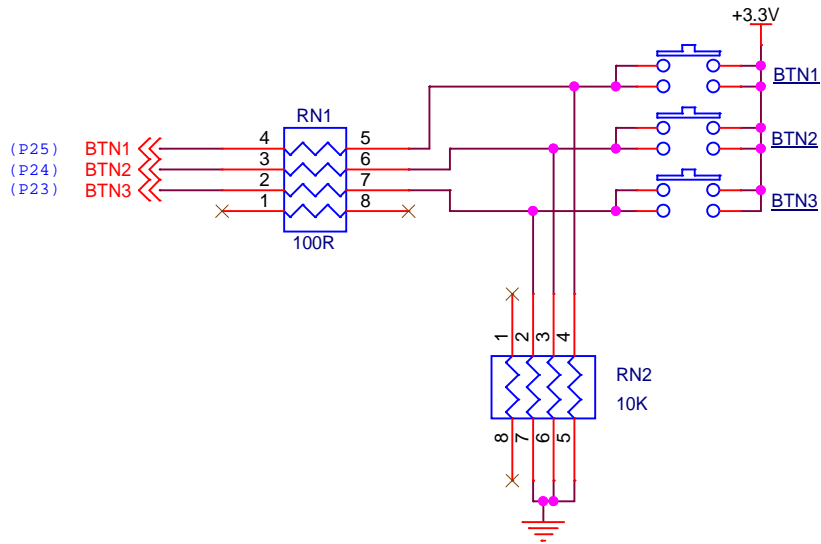 +3.3V
BTN1
RN1
4 5
(P25) BTN1
BTN2
3 6
(P24) BTN2
2 7
(P23) BTN3
1 8
BTN3
100R
1 2 3 4
RN2
10K
8 7 6 5